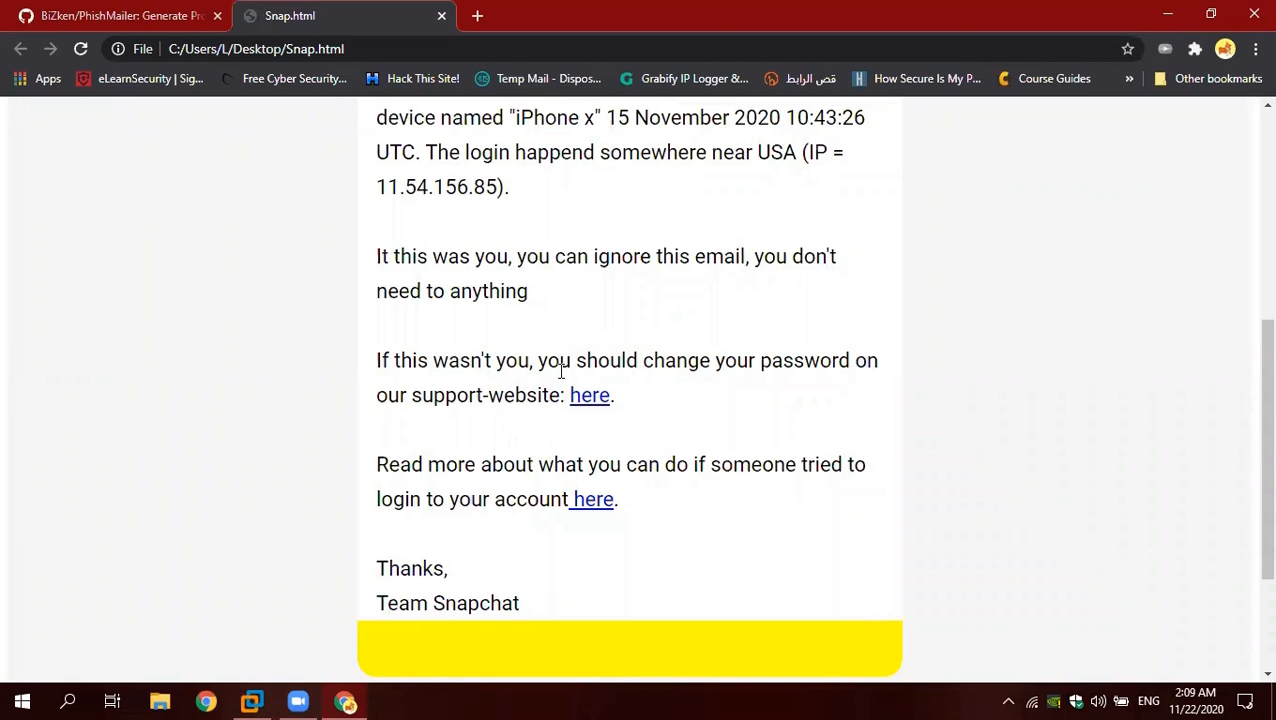 BiZken/PhishMailer: Generate Pro
Snap.html
File
C:/Users/L/Desktop/Snap.html
Apps
eLearnSecurity | Sig...
Free Cyber Security...
Hack This Site!
Temp Mail - Dispos...
Grabify IP Logger &...
قص الرابط
How Secure Is My P...
Course Guides
»
Other bookmarks
device named "iPhone x" 15 November 2020 10:43:26
UTC. The login happend somewhere near USA (IP =
11.54.156.85).
It this was you, you can ignore this email, you don't
need to anything
If this wasn't you, you should change your password on
our support-website: here.
Read more about what you can do if someone tried to
login to your account here.
Thanks,
Team Snapchat
ENG
2:09 AM
11/22/2020